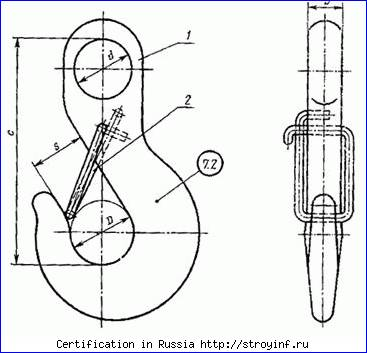 1
d
2
c
s
7.2
D
Certification in Russia http://stroyinf.ru